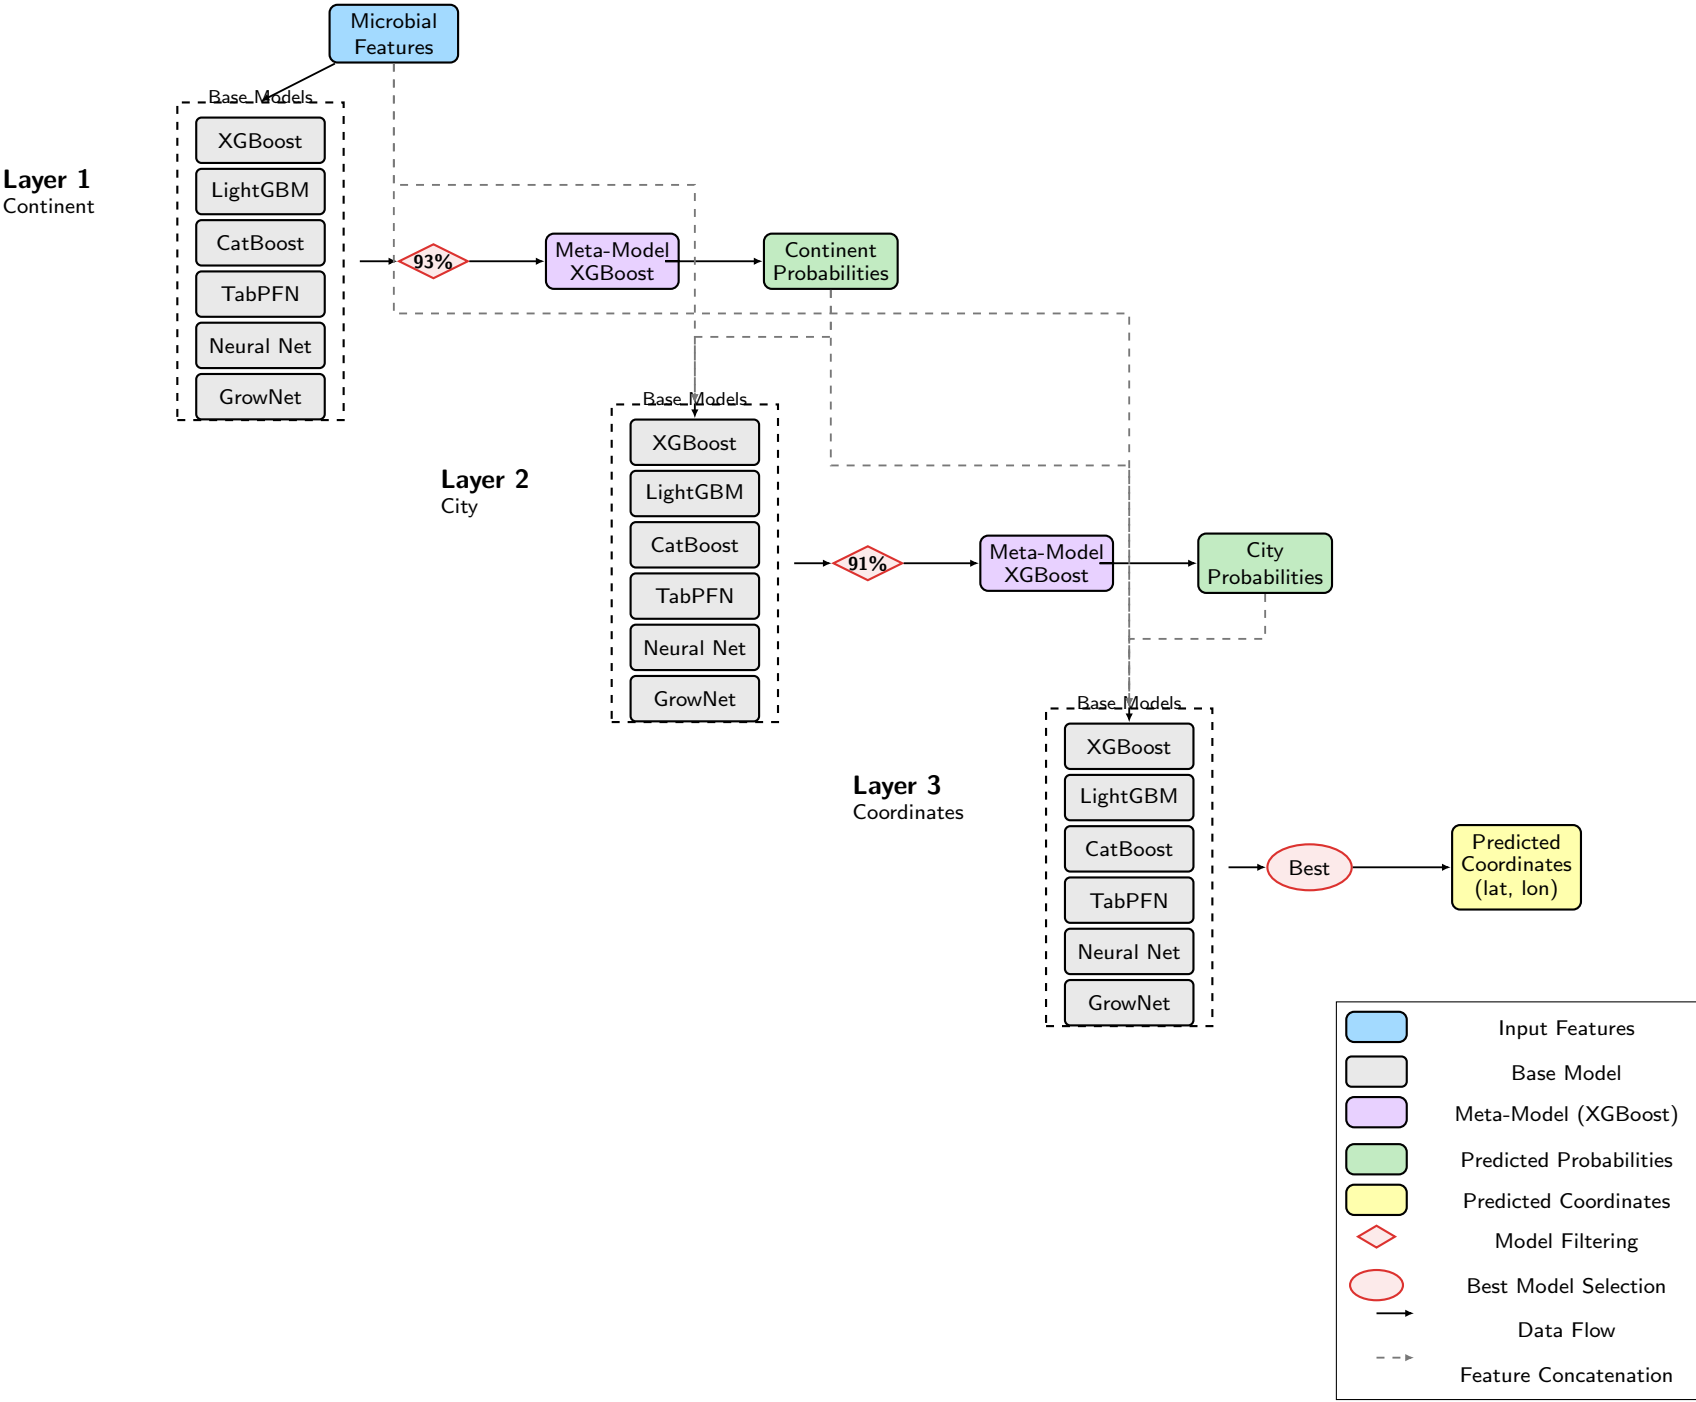 Microbial
Features
Base Models
XGBoost
LightGBM
CatBoost
TabPFN
Neural Net
GrowNet
Layer 1
Continent
93%
Meta-Model
XGBoost
Continent
Probabilities
Base Models
XGBoost
LightGBM
CatBoost
TabPFN
Neural Net
GrowNet
Layer 2
City
91%
Meta-Model
XGBoost
City
Probabilities
Base Models
XGBoost
LightGBM
CatBoost
TabPFN
Neural Net
GrowNet
Layer 3
Coordinates
Best
Predicted
Coordinates
(lat, lon)
Input Features
Base Model
Meta-Model (XGBoost)
Predicted Probabilities
Predicted Coordinates
Model Filtering
Best Model Selection
Data Flow
Feature Concatenation